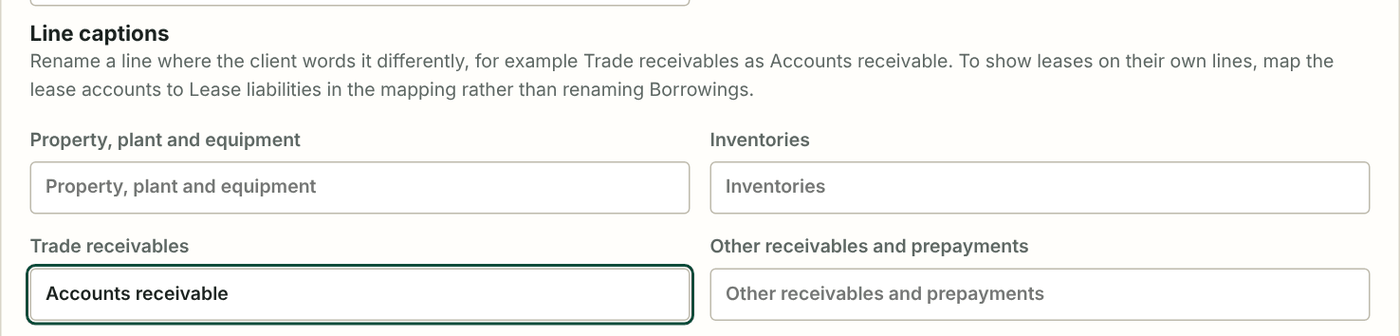 Line captions
Rename a line where the client words it differently, for example Trade receivables as Accounts receivable. To show leases on their own lines, map the
lease accounts to Lease liabilities in the mapping rather than renaming Borrowings.
Property, plant and equipment
Inventories
Property, plant and equipment
Inventories
Trade receivables
Other receivables and prepayments
Accounts receivable
Other receivables and prepayments